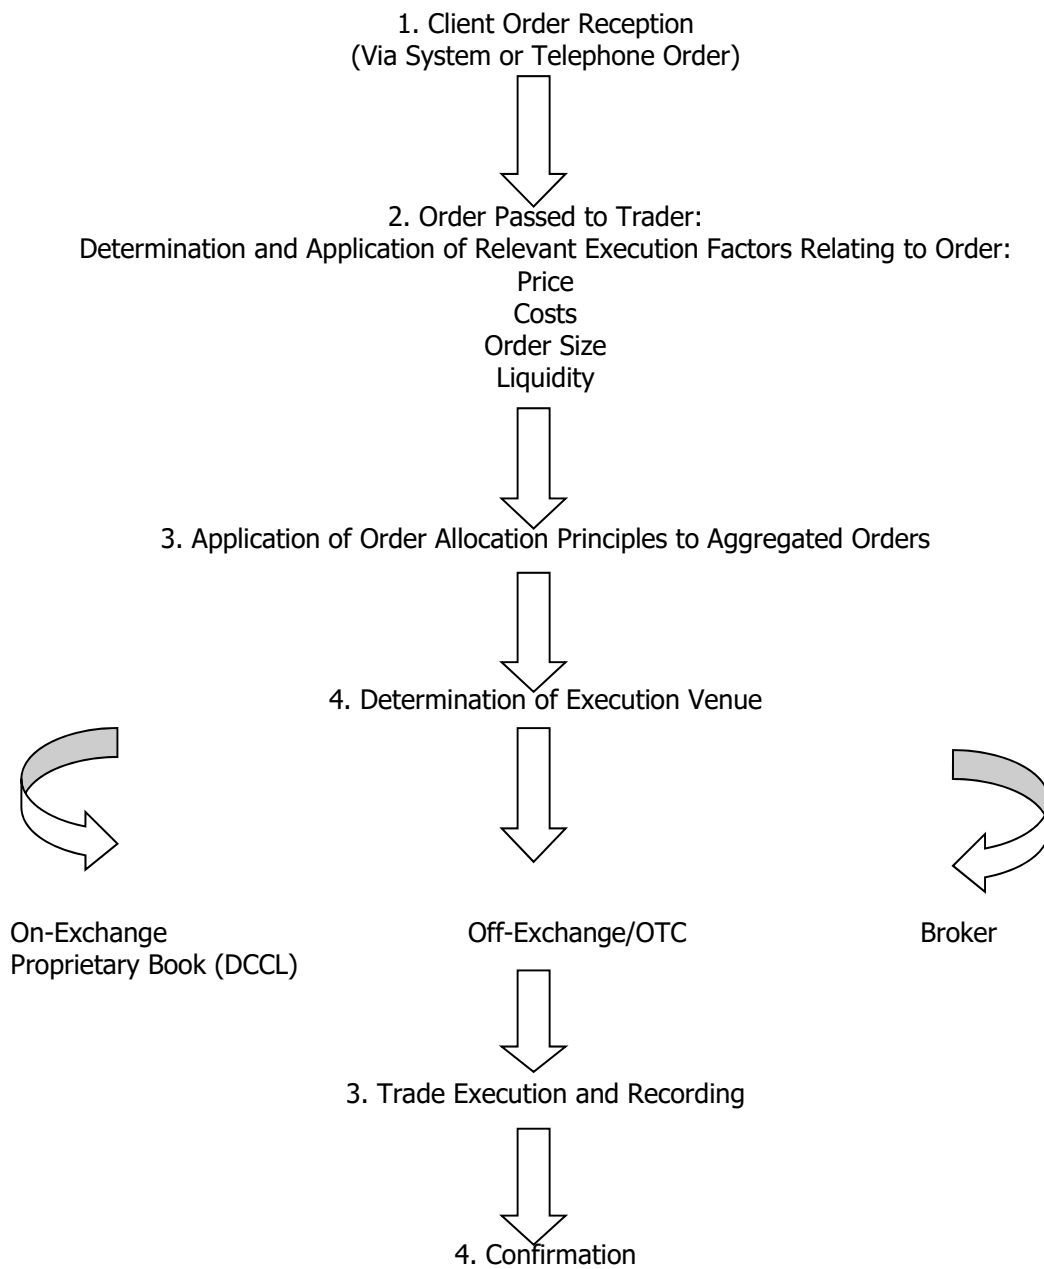 1. Client Order Reception
(Via System or Telephone Order)
2. Order Passed to Trader:
Determination and Application of Relevant Execution Factors Relating to Order:
Price
Costs
Order Size
Liquidity
3. Application of Order Allocation Principles to Aggregated Orders
4. Determination of Execution Venue
On-Exchange
Proprietary Book (DCCL)
Off-Exchange/OTC
Broker
3. Trade Execution and Recording
4. Confirmation